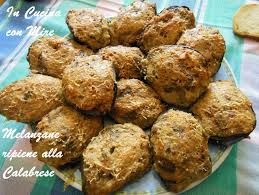 In Cucina
con Mire
Melanzane
ripiene alla
Calabrese